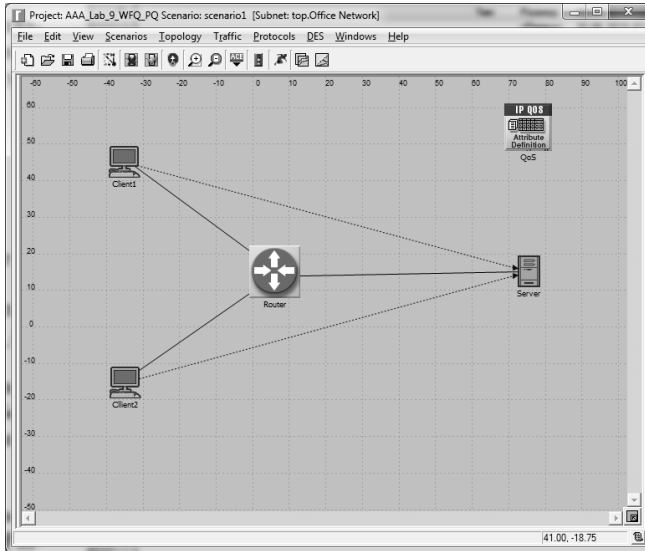 Project: AAA_Lab_9_WFQ_PQ Scenario: scenario1 [Subnet: top.Office Network]
File Edit View Scenarios Topology Traffic Protocols DES Windows Help
-60 -50 -40 -30 -20 -10 0 10 20 30 40 50 60 70 80 90 100
60
50
40
30
20
10
0
-10
-20
-30
-40
-50
IP QOS
Attribute
Definition
QoS
Client1
Router
Server
Client2
41.00, -18.75